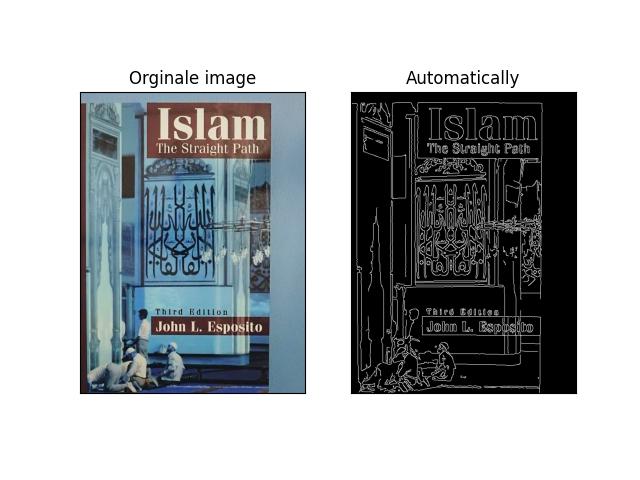 Orginale image
Automatically
Islam
The Straight Path
Third Edition
John L. Esposito
Islam
The Straight Path
Third Edition
John L. Esposito